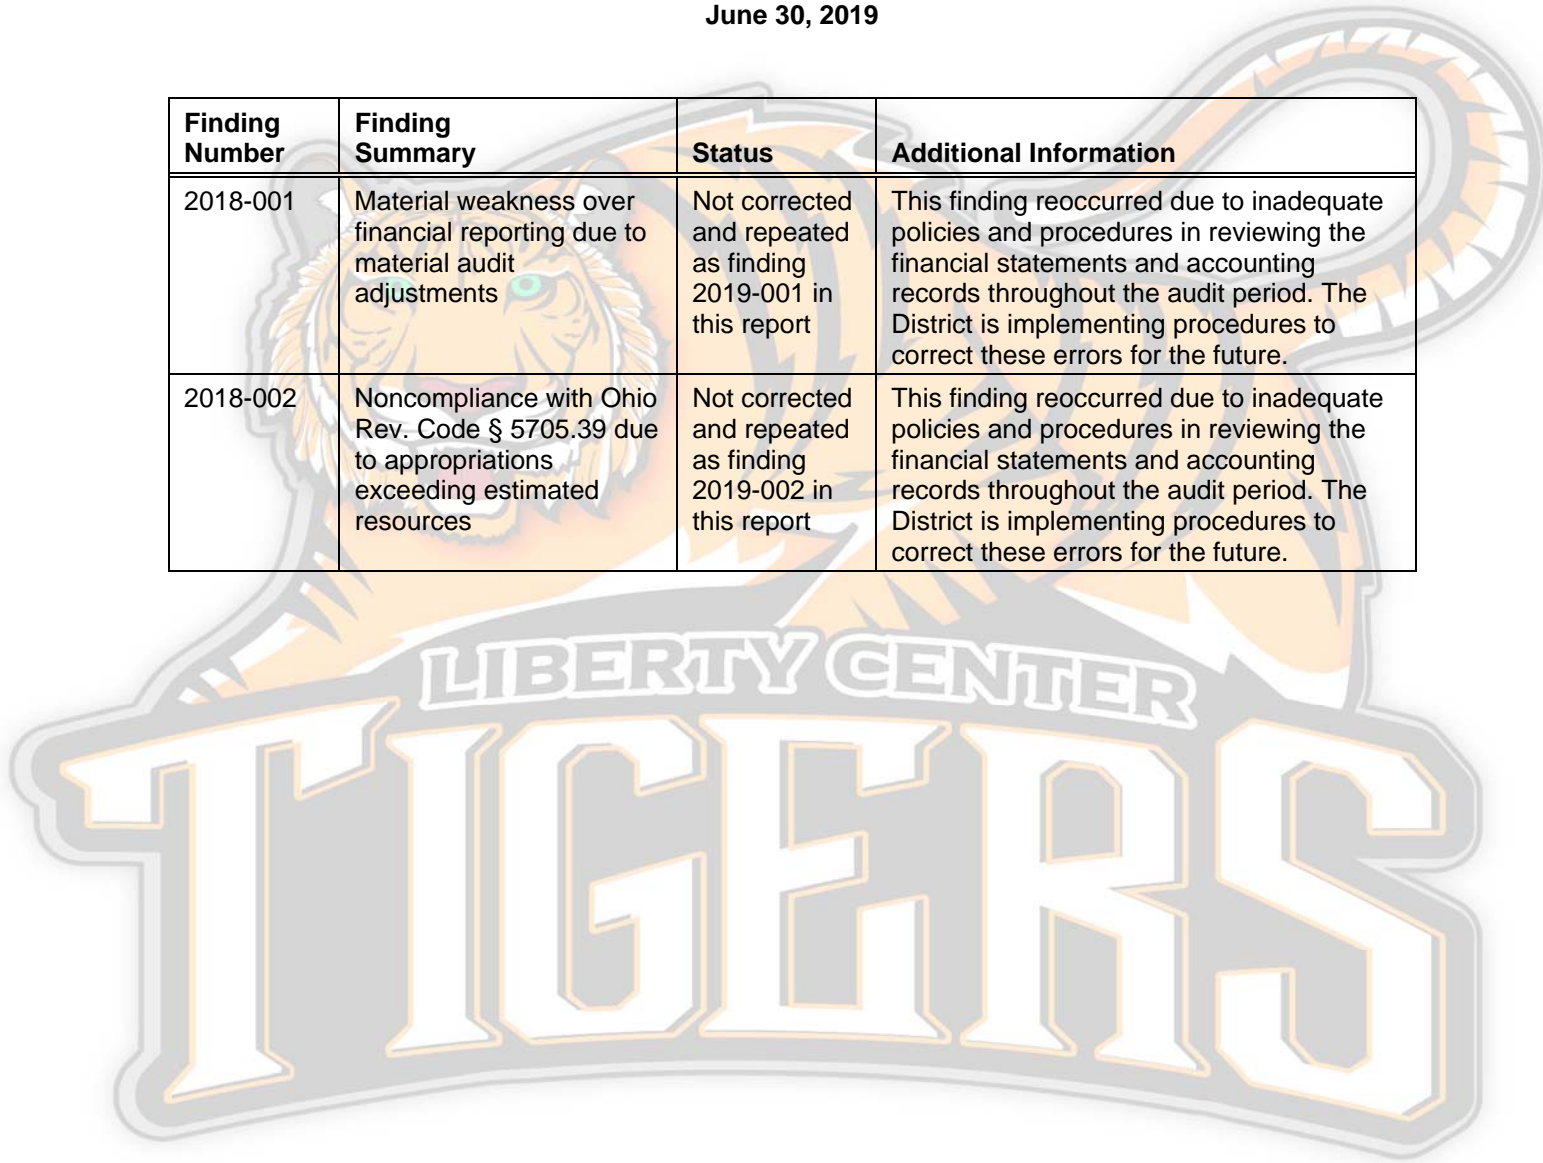 June 30, 2019
Finding Number
Finding Summary
Status
Additional Information
2018-001
Material weakness over
financial reporting due to
material audit
adjustments
Not corrected
and repeated
as finding
2019-001 in
this report
This finding reoccurred due to inadequate
policies and procedures in reviewing the
financial statements and accounting
records throughout the audit period. The
District is implementing procedures to
correct these errors for the future.
2018-002
Noncompliance with Ohio
Rev. Code § 5705.39 due
to appropriations
exceeding estimated
resources
Not corrected
and repeated
as finding
2019-002 in
this report
This finding reoccurred due to inadequate
policies and procedures in reviewing the
financial statements and accounting
records throughout the audit period. The
District is implementing procedures to
correct these errors for the future.
LIBERTY CENTER
TIGERS